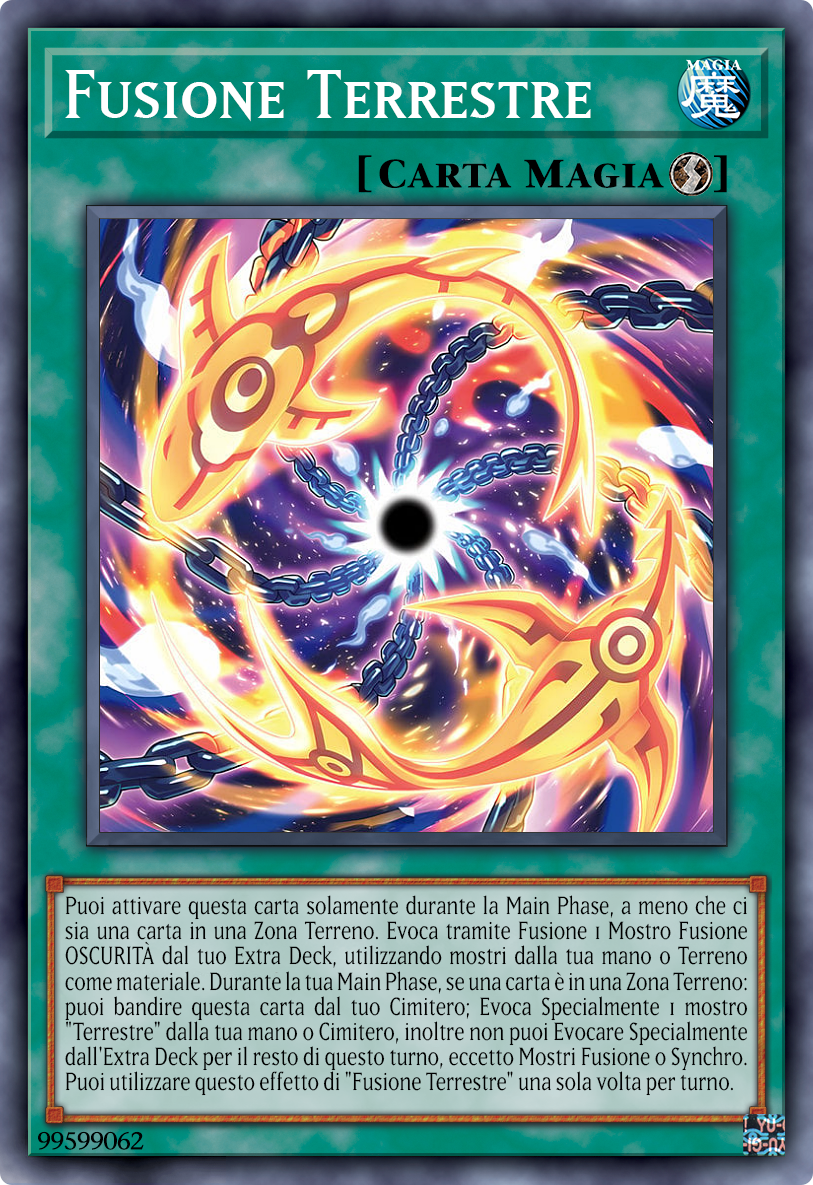 Fusione Terrestre
MAGIA
魔
[Carta Magia]
Puoi attivare questa carta solamente durante la Main Phase, a meno che ci
sia una carta in una Zona Terreno. Evoca tramite Fusione 1 Mostro Fusione
OSCURITÀ dal tuo Extra Deck, utilizzando mostri dalla tua mano o Terreno
come materiale. Durante la tua Main Phase, se una carta è in una Zona Terreno:
puoi bandire questa carta dal tuo Cimitero; Evoca Specialmente 1 mostro
"Terrestre" dalla tua mano o Cimitero, inoltre non puoi Evocare Specialmente
dall'Extra Deck per il resto di questo turno, eccetto Mostri Fusione o Synchro.
Puoi utilizzare questo effetto di "Fusione Terrestre" una sola volta per turno.
99599062